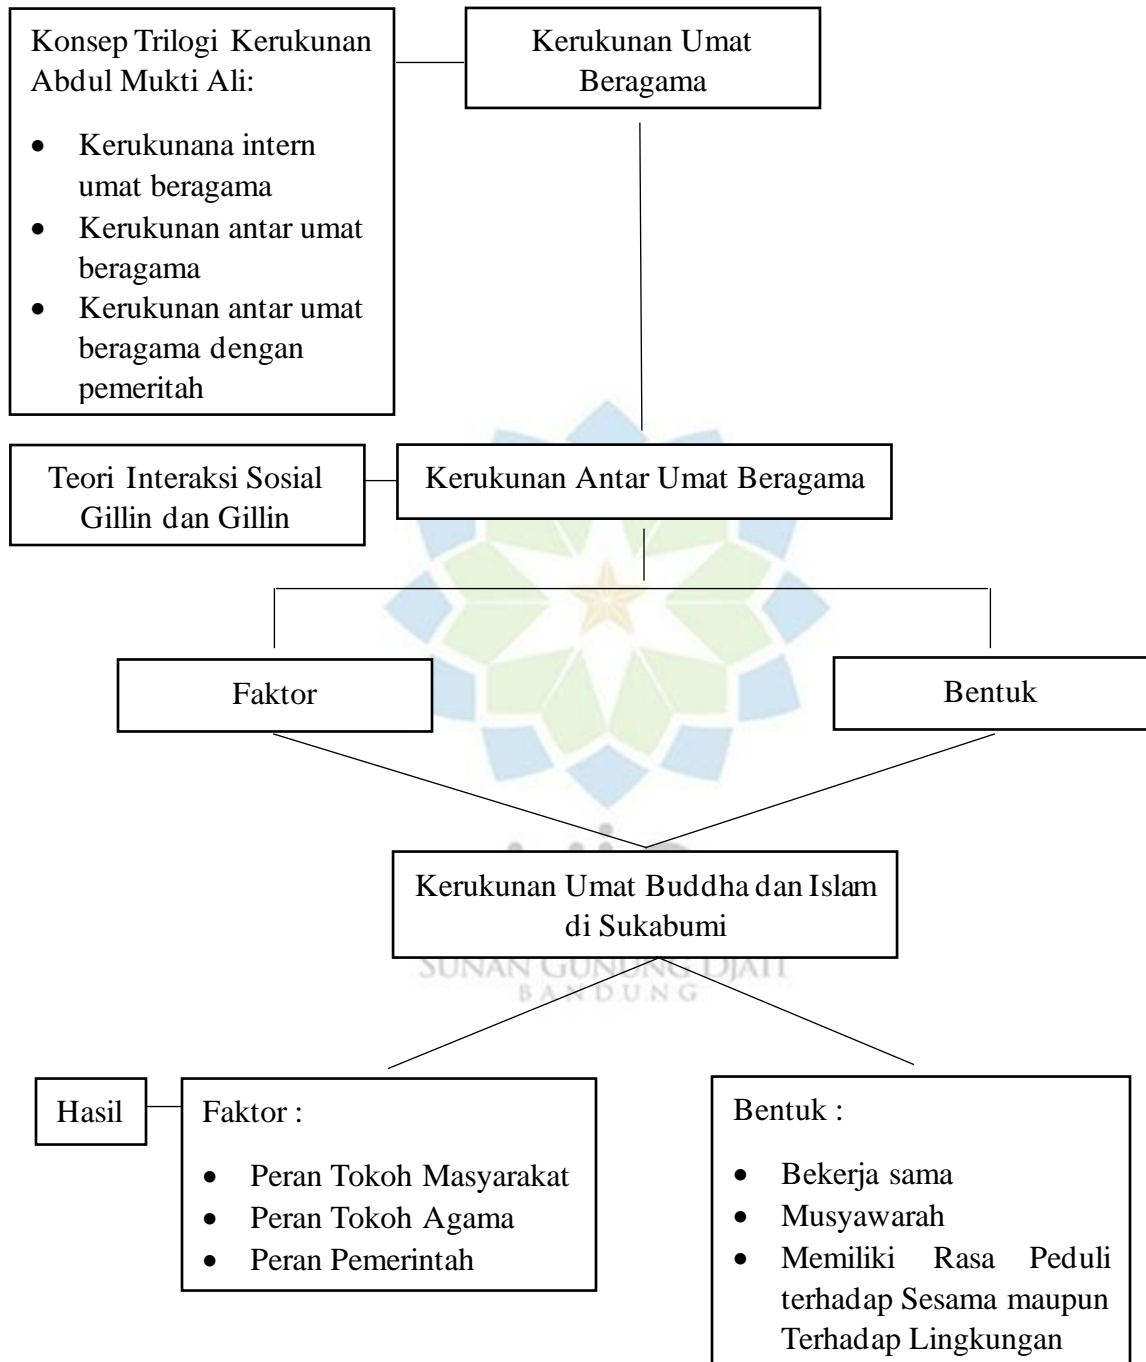 Konsep Trilogi Kerukunan
Abdul Mukti Ali:
• Kerukunana intern
umat beragama
• Kerukunan antar umat
beragama
• Kerukunan antar umat
beragama dengan
pemeritah
Kerukunan Umat
Beragama
Teori Interaksi Sosial
Gillin dan Gillin
Kerukunan Antar Umat Beragama
Faktor
Bentuk
Kerukunan Umat Buddha dan Islam
di Sukabumi
SUNAN GUNUNG DJATI
BANDUNG
Hasil
Faktor :
• Peran Tokoh Masyarakat
• Peran Tokoh Agama
• Peran Pemerintah
Bentuk :
• Bekerja sama
• Musyawarah
• Memiliki Rasa Peduli
terhadap Sesama maupun
Terhadap Lingkungan